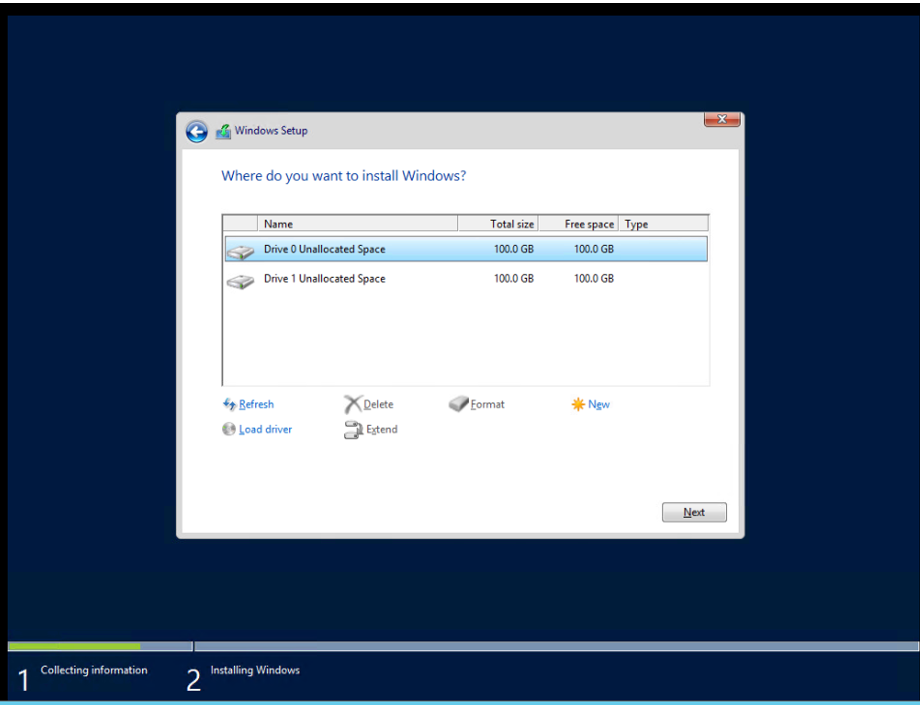 Windows Setup
Where do you want to install Windows?
Name Total size Free space Type
Drive 0 Unallocated Space 100.0 GB 100.0 GB
Drive 1 Unallocated Space 100.0 GB 100.0 GB
Refresh Delete Format New
Load driver Extend
Next
1 Collecting information 2 Installing Windows